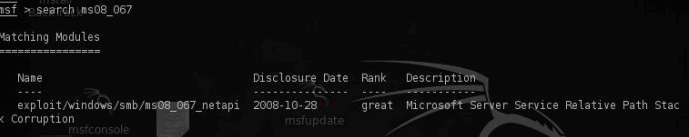 msf > search ms08_067
Matching Modules
================
Name Disclosure Date Rank Description
---- --------------- ---- -----------
exploit/windows/smb/ms08_067_netapi 2008-10-28 great Microsoft Server Service Relative Path Stac
k Corruption
msfconsole
msfupdate